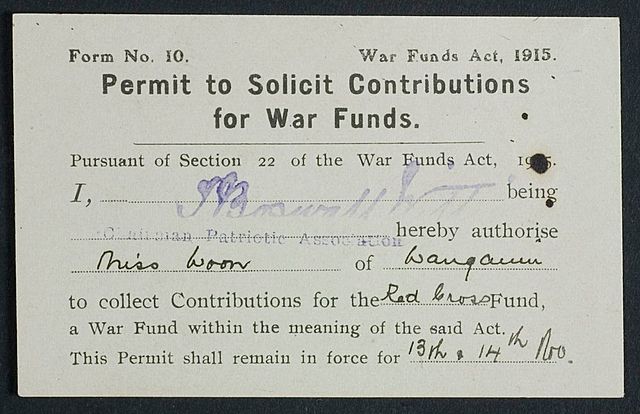 Form No. 10. War Funds Act, 1915.
Permit to Solicit Contributions
for War Funds.
Pursuant of Section 22 of the War Funds Act, 1915.
I, being
Chairman Patriotic Association hereby authorise
Miss of
to collect Contributions for the Red Cross Fund,
a War Fund within the meaning of the said Act.
This Permit shall remain in force for 13th & 14th Nov.